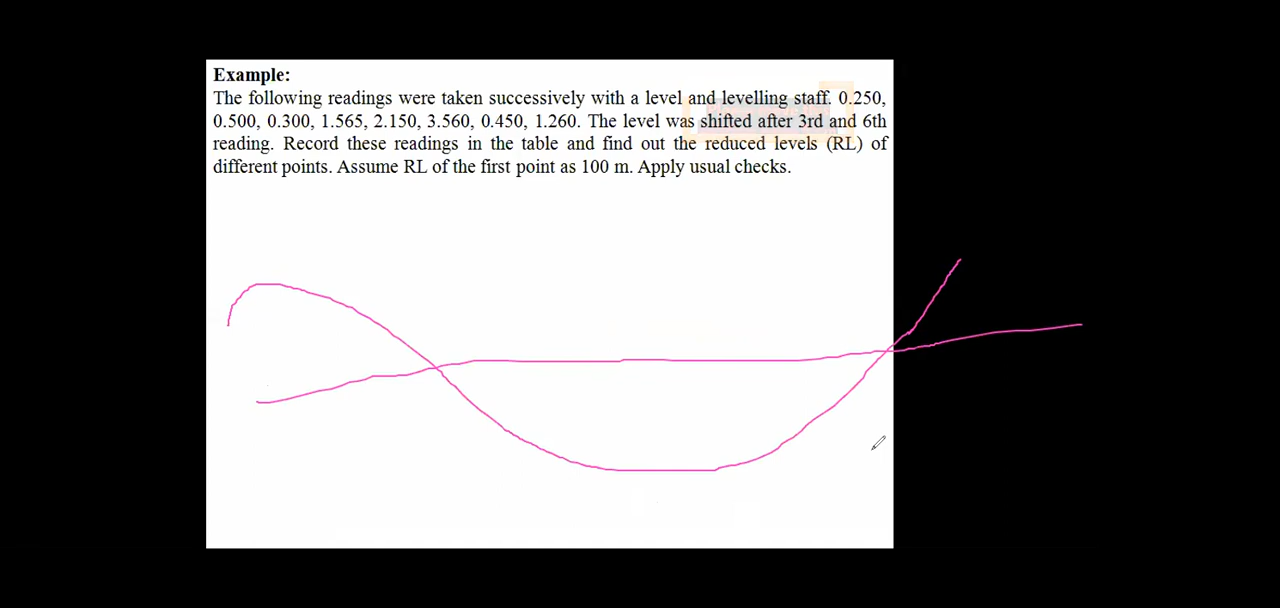 Example:
The following readings were taken successively with a level and levelling staff. 0.250,
0.500, 0.300, 1.565, 2.150, 3.560, 0.450, 1.260. The level was shifted after 3rd and 6th
reading. Record these readings in the table and find out the reduced levels (RL) of
different points. Assume RL of the first point as 100 m. Apply usual checks.